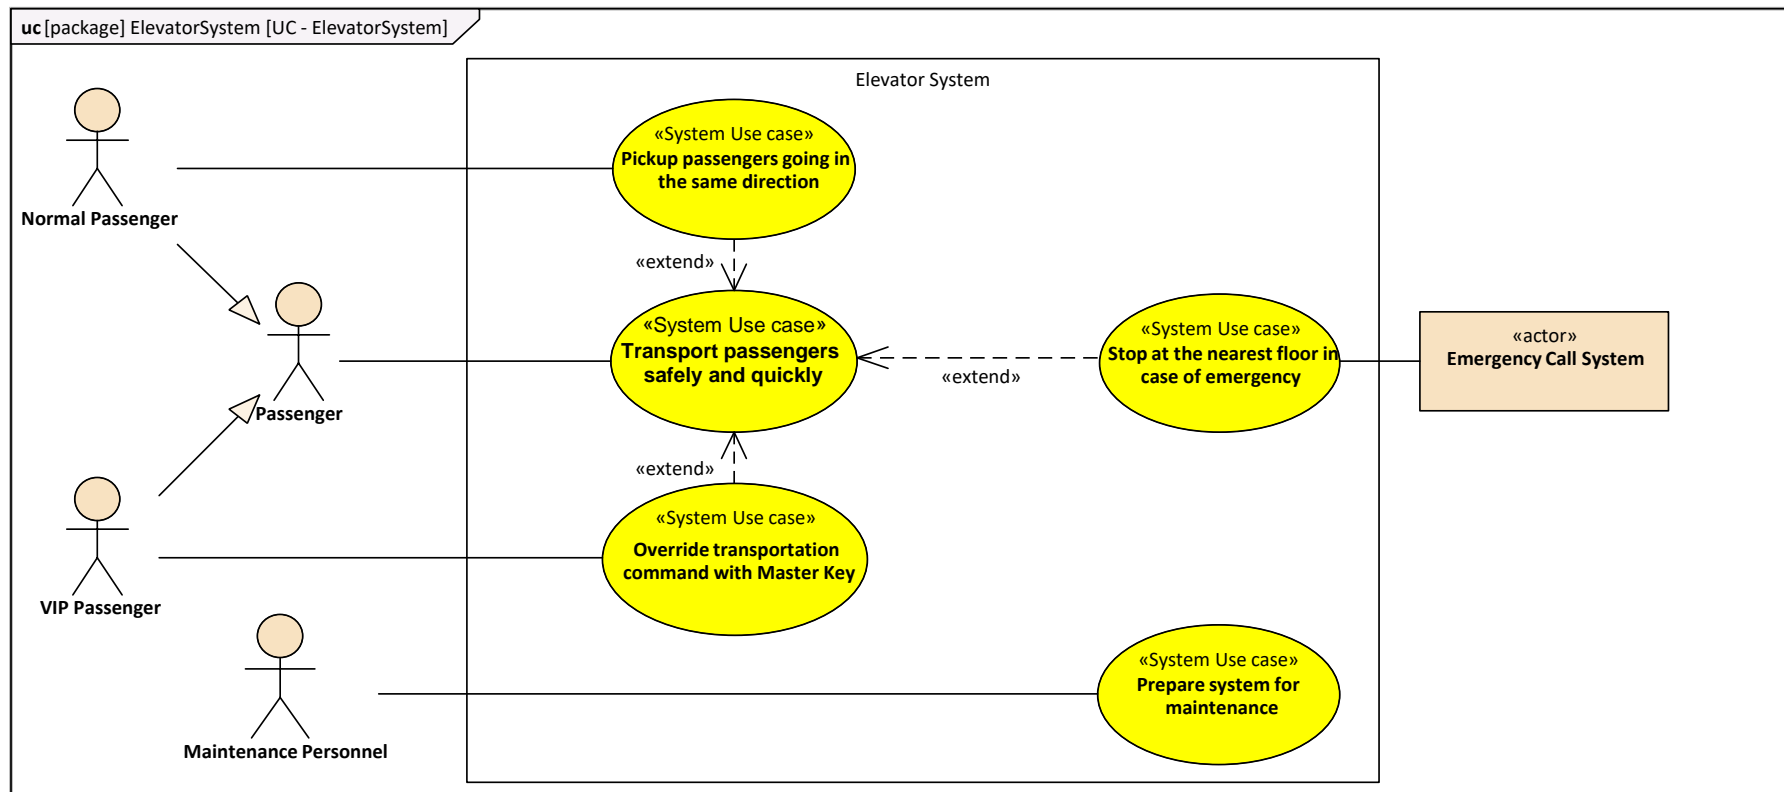 uc [package] ElevatorSystem [UC - ElevatorSystem]
Elevator System
«System Use case»
Pickup passengers going in
the same direction
Normal Passenger
«extend»
«System Use case»
Transport passengers
safely and quickly
«System Use case»
Stop at the nearest floor in
case of emergency
«actor»
Emergency Call System
«extend»
Passenger
«extend»
«System Use case»
Override transportation
command with Master Key
VIP Passenger
«System Use case»
Prepare system for
maintenance
Maintenance Personnel